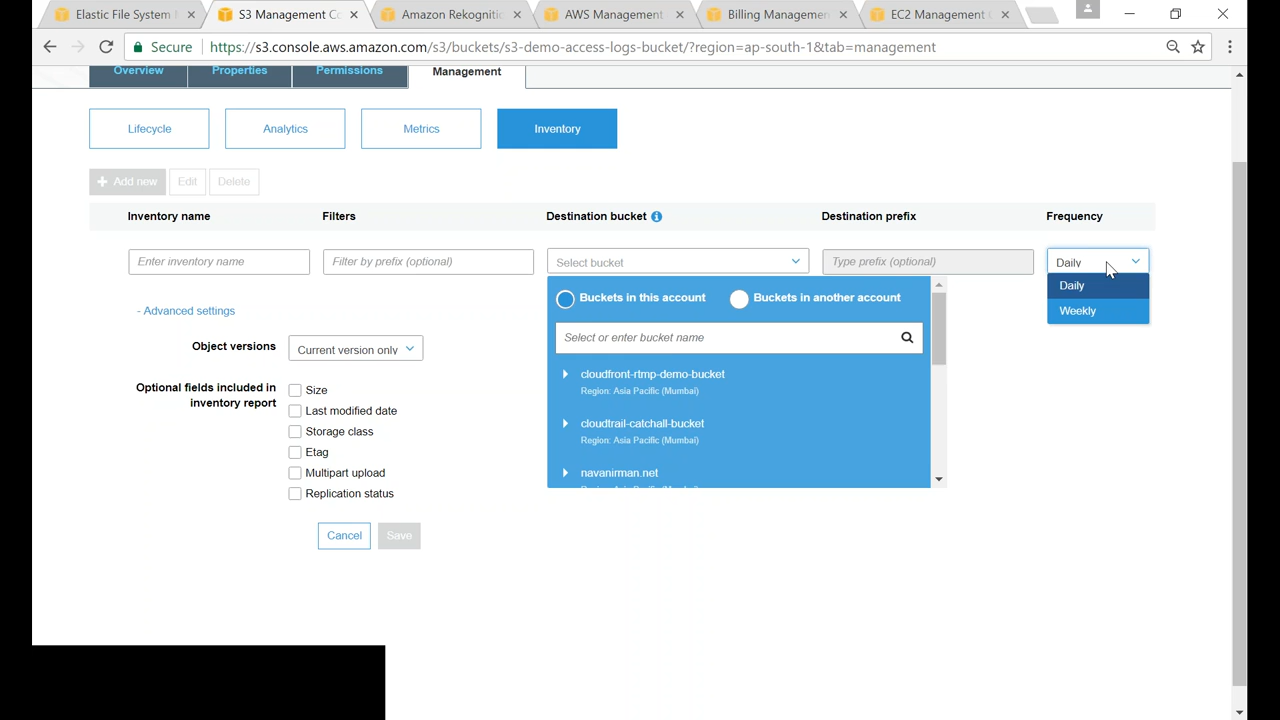 Elastic File System
S3 Management Co
Amazon Rekognitic
AWS Management
Billing Manageme
EC2 Management C
Secure
https://s3.console.aws.amazon.com/s3/buckets/s3-demo-access-logs-bucket/?region=ap-south-1&tab=management
Overview
Properties
Permissions
Management
Lifecycle
Analytics
Metrics
Inventory
Add new
Edit
Delete
Inventory name
Filters
Destination bucket
Destination prefix
Frequency
Enter inventory name
Filter by prefix (optional)
Select bucket
Type prefix (optional)
Daily
Daily
Weekly
Buckets in this account
Buckets in another account
Select or enter bucket name
cloudfront-rtmp-demo-bucket
Region: Asia Pacific (Mumbai)
cloudtrail-catchall-bucket
Region: Asia Pacific (Mumbai)
navanirman.net
- Advanced settings
Object versions
Current version only
Optional fields included in
inventory report
Size
Last modified date
Storage class
Etag
Multipart upload
Replication status
Cancel
Save